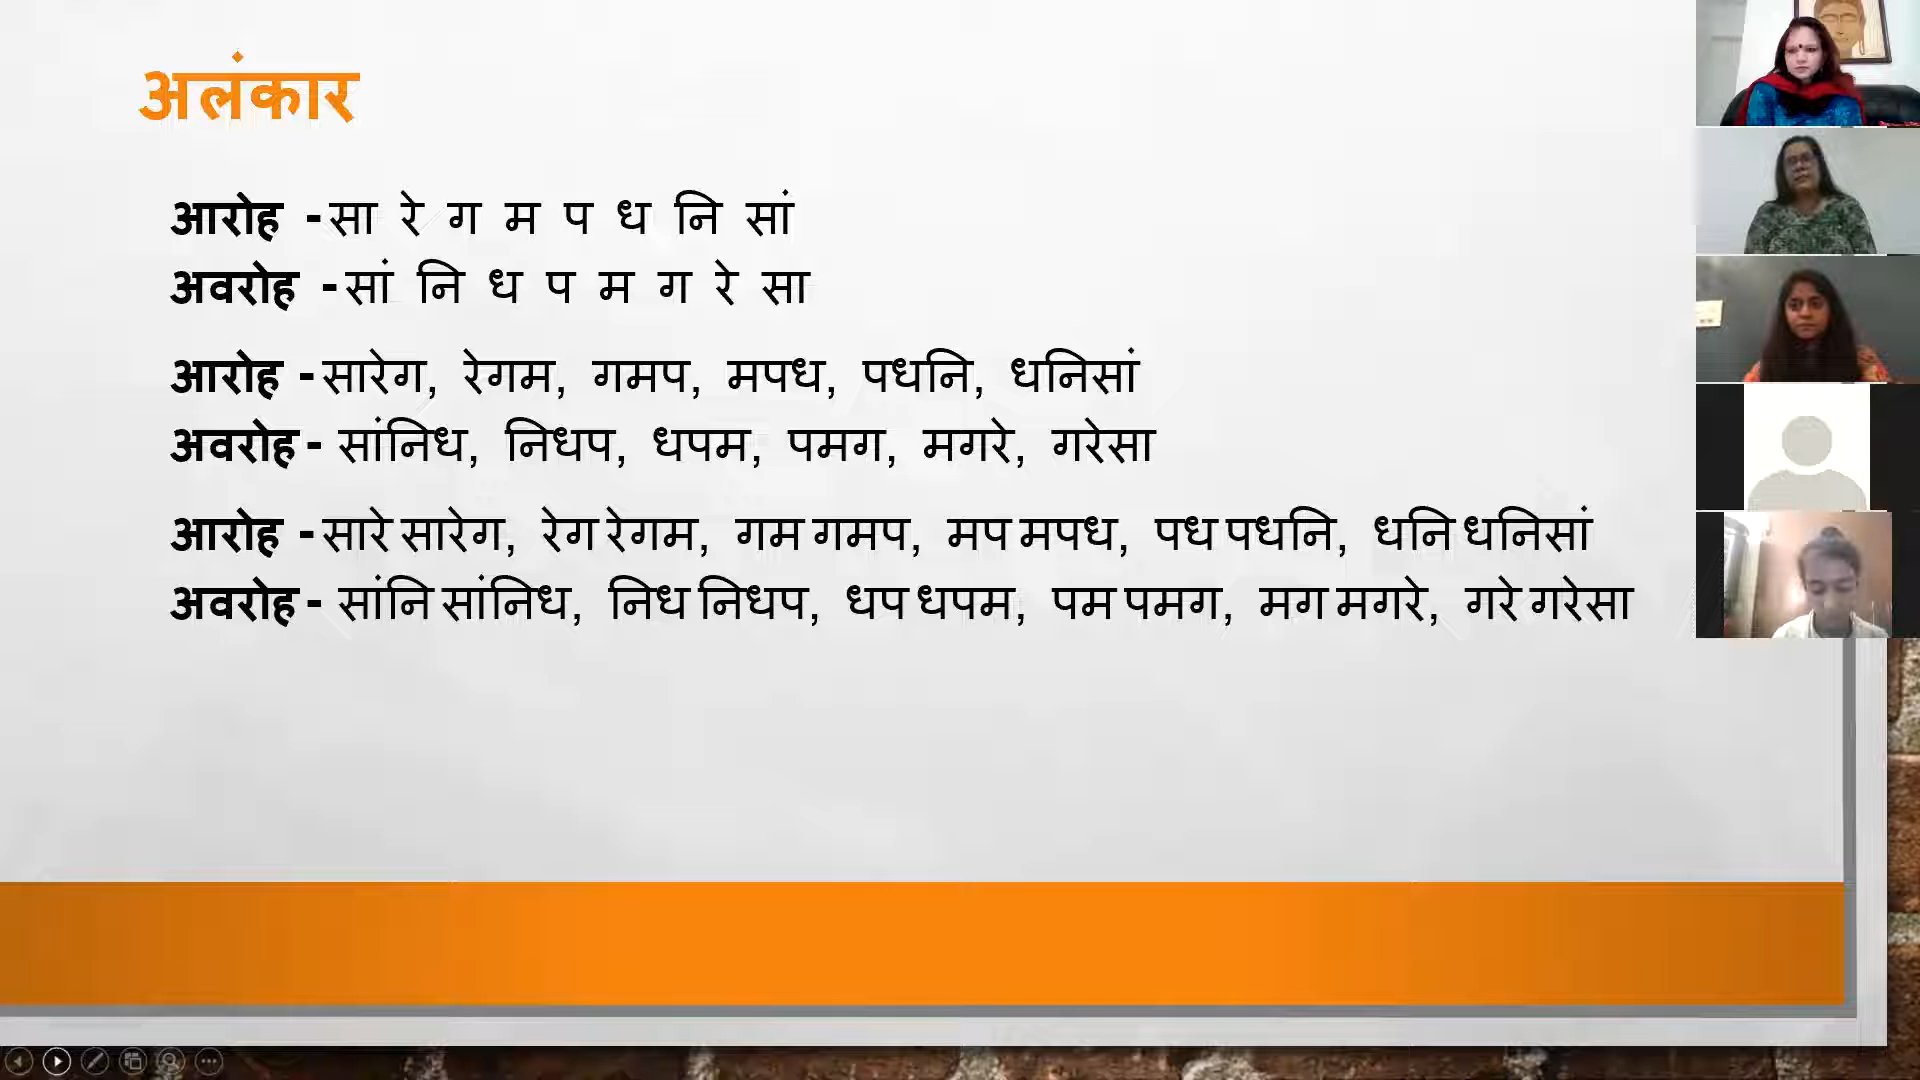 अलंकार
आरोह - सा रे ग म प ध नि सां
अवरोह - सां नि ध प म ग रे सा
आरोह - सारेग, रेगम, गमप, मपध, पधनि, धनिसां
अवरोह - सांनिध, निधप, धपम, पमग, मगरे, गरेसा
आरोह - सारे सारेग, रेग रेगम, गम गमप, मप मपध, पध पधनि, धनि धनिसां
अवरोह - सांनि सांनिध, निध निधप, धप धपम, पम पमग, मग मगरे, गरे गरेसा